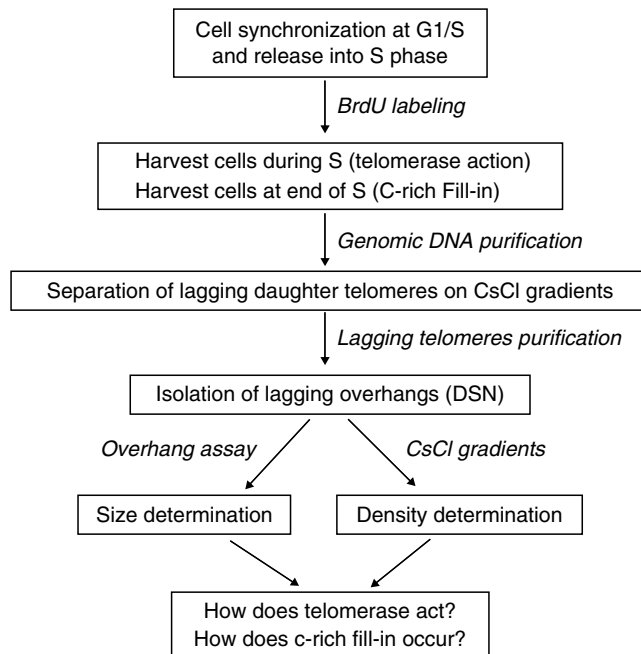 Cell synchronization at G1/S
and release into S phase
BrdU labeling
Harvest cells during S (telomerase action)
Harvest cells at end of S (C-rich Fill-in)
Genomic DNA purification
Separation of lagging daughter telomeres on CsCl gradients
Lagging telomeres purification
Isolation of lagging overhangs (DSN)
Overhang assay
CsCl gradients
Size determination
Density determination
How does telomerase act?
How does c-rich fill-in occur?